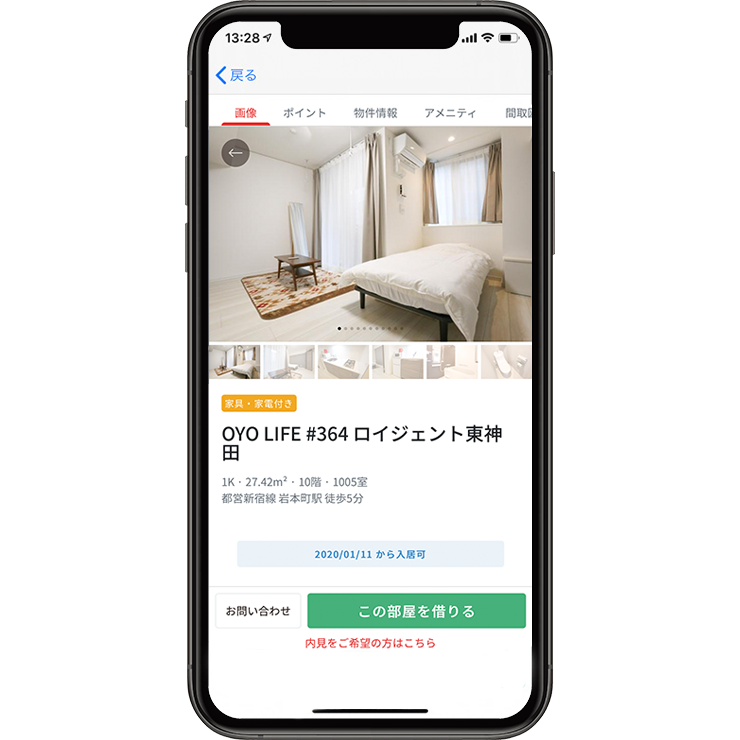 13:28
戻る
画像 ポイント 物件情報 アメニティ 間取
家具・家電付き
OYO LIFE #364 ロイジェント東神
田
1K・27.42m²・10階・1005室
都営新宿線 岩本町駅 徒歩5分
2020/01/11 から入居可
お問い合わせ この部屋を借りる
内見をご希望の方はこちら